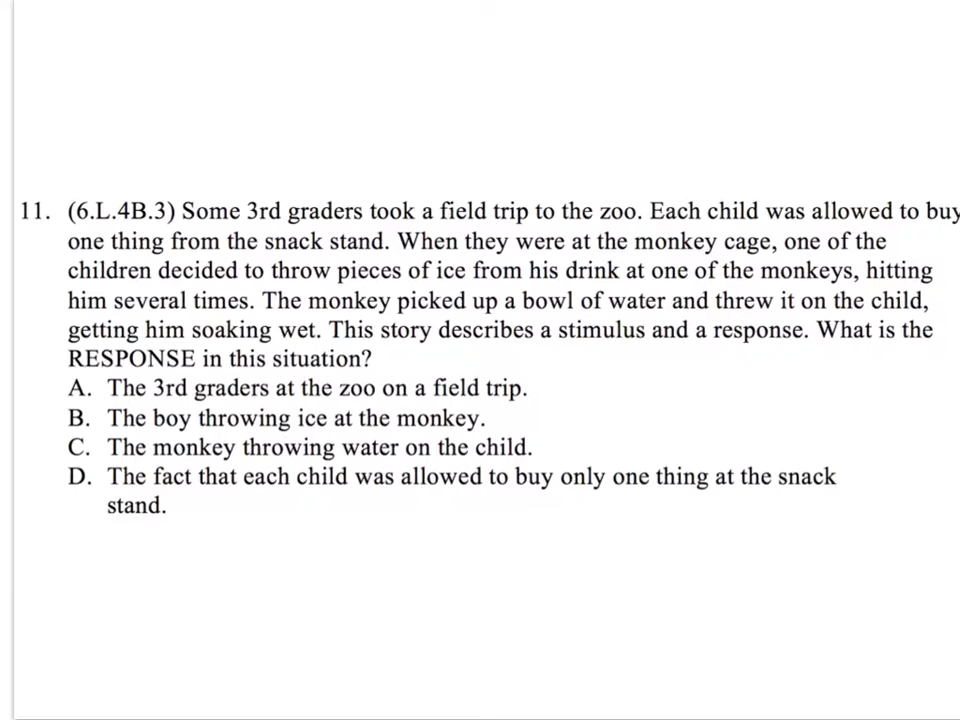 11. (6.L.4B.3) Some 3rd graders took a field trip to the zoo. Each child was allowed to buy
one thing from the snack stand. When they were at the monkey cage, one of the
children decided to throw pieces of ice from his drink at one of the monkeys, hitting
him several times. The monkey picked up a bowl of water and threw it on the child,
getting him soaking wet. This story describes a stimulus and a response. What is the
RESPONSE in this situation?
A. The 3rd graders at the zoo on a field trip.
B. The boy throwing ice at the monkey.
C. The monkey throwing water on the child.
D. The fact that each child was allowed to buy only one thing at the snack
stand.